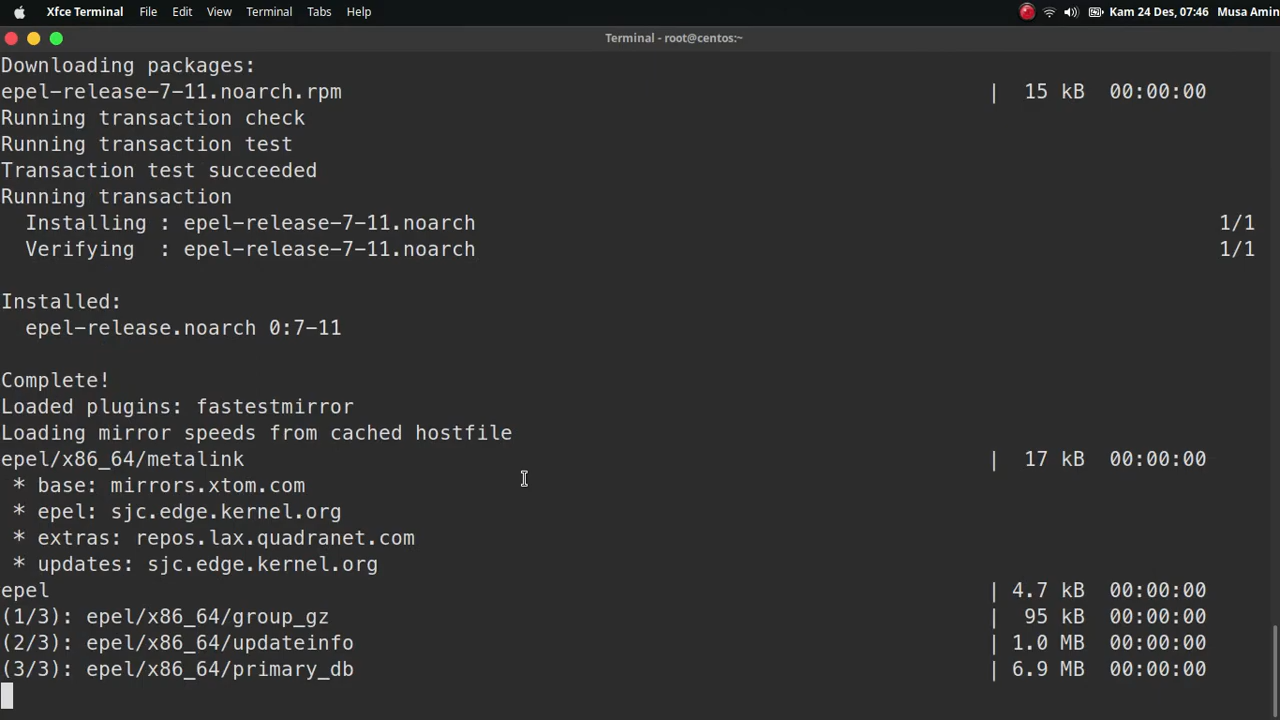 Xfce Terminal File Edit View Terminal Tabs Help Kam 24 Des, 07:46 Musa Amin
Terminal - root@centos:~
Downloading packages:
epel-release-7-11.noarch.rpm | 15 kB 00:00:00
Running transaction check
Running transaction test
Transaction test succeeded
Running transaction
Installing : epel-release-7-11.noarch 1/1
Verifying : epel-release-7-11.noarch 1/1
Installed:
epel-release.noarch 0:7-11
Complete!
Loaded plugins: fastestmirror
Loading mirror speeds from cached hostfile
epel/x86_64/metalink | 17 kB 00:00:00
* base: mirrors.xtom.com
* epel: sjc.edge.kernel.org
* extras: repos.lax.quadranet.com
* updates: sjc.edge.kernel.org
epel | 4.7 kB 00:00:00
(1/3): epel/x86_64/group_gz | 95 kB 00:00:00
(2/3): epel/x86_64/updateinfo | 1.0 MB 00:00:00
(3/3): epel/x86_64/primary_db | 6.9 MB 00:00:00